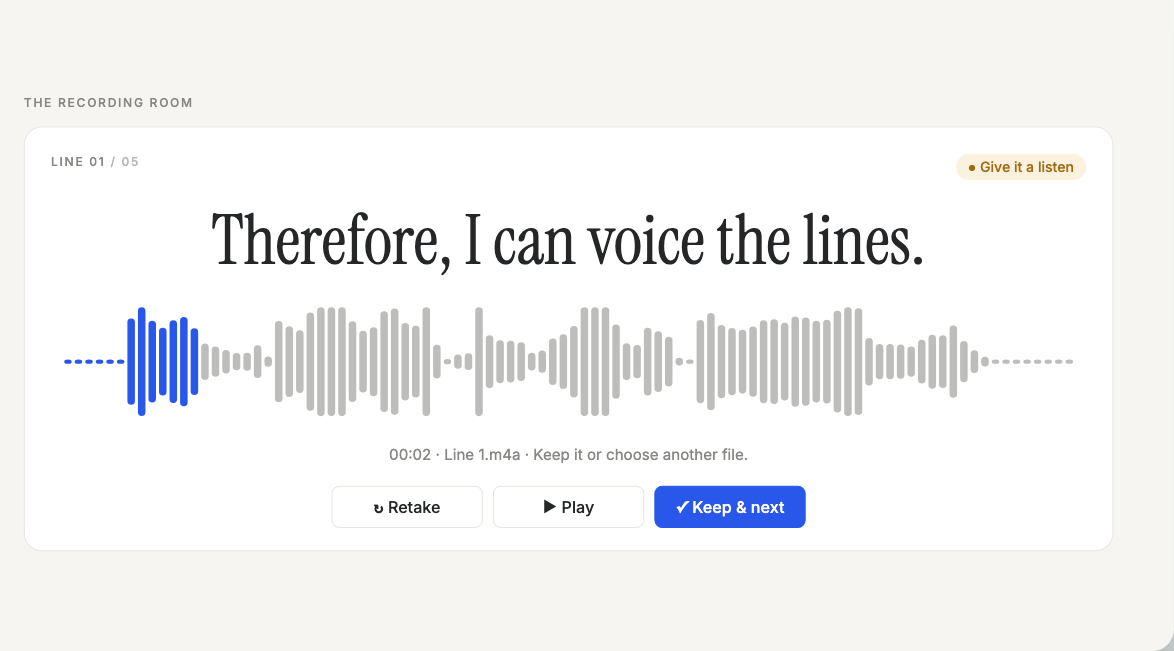 THE RECORDING ROOM
LINE 01 / 05
● Give it a listen
Therefore, I can voice the lines.
00:02 · Line 1.m4a · Keep it or choose another file.
↻ Retake
▶ Play
✓ Keep & next